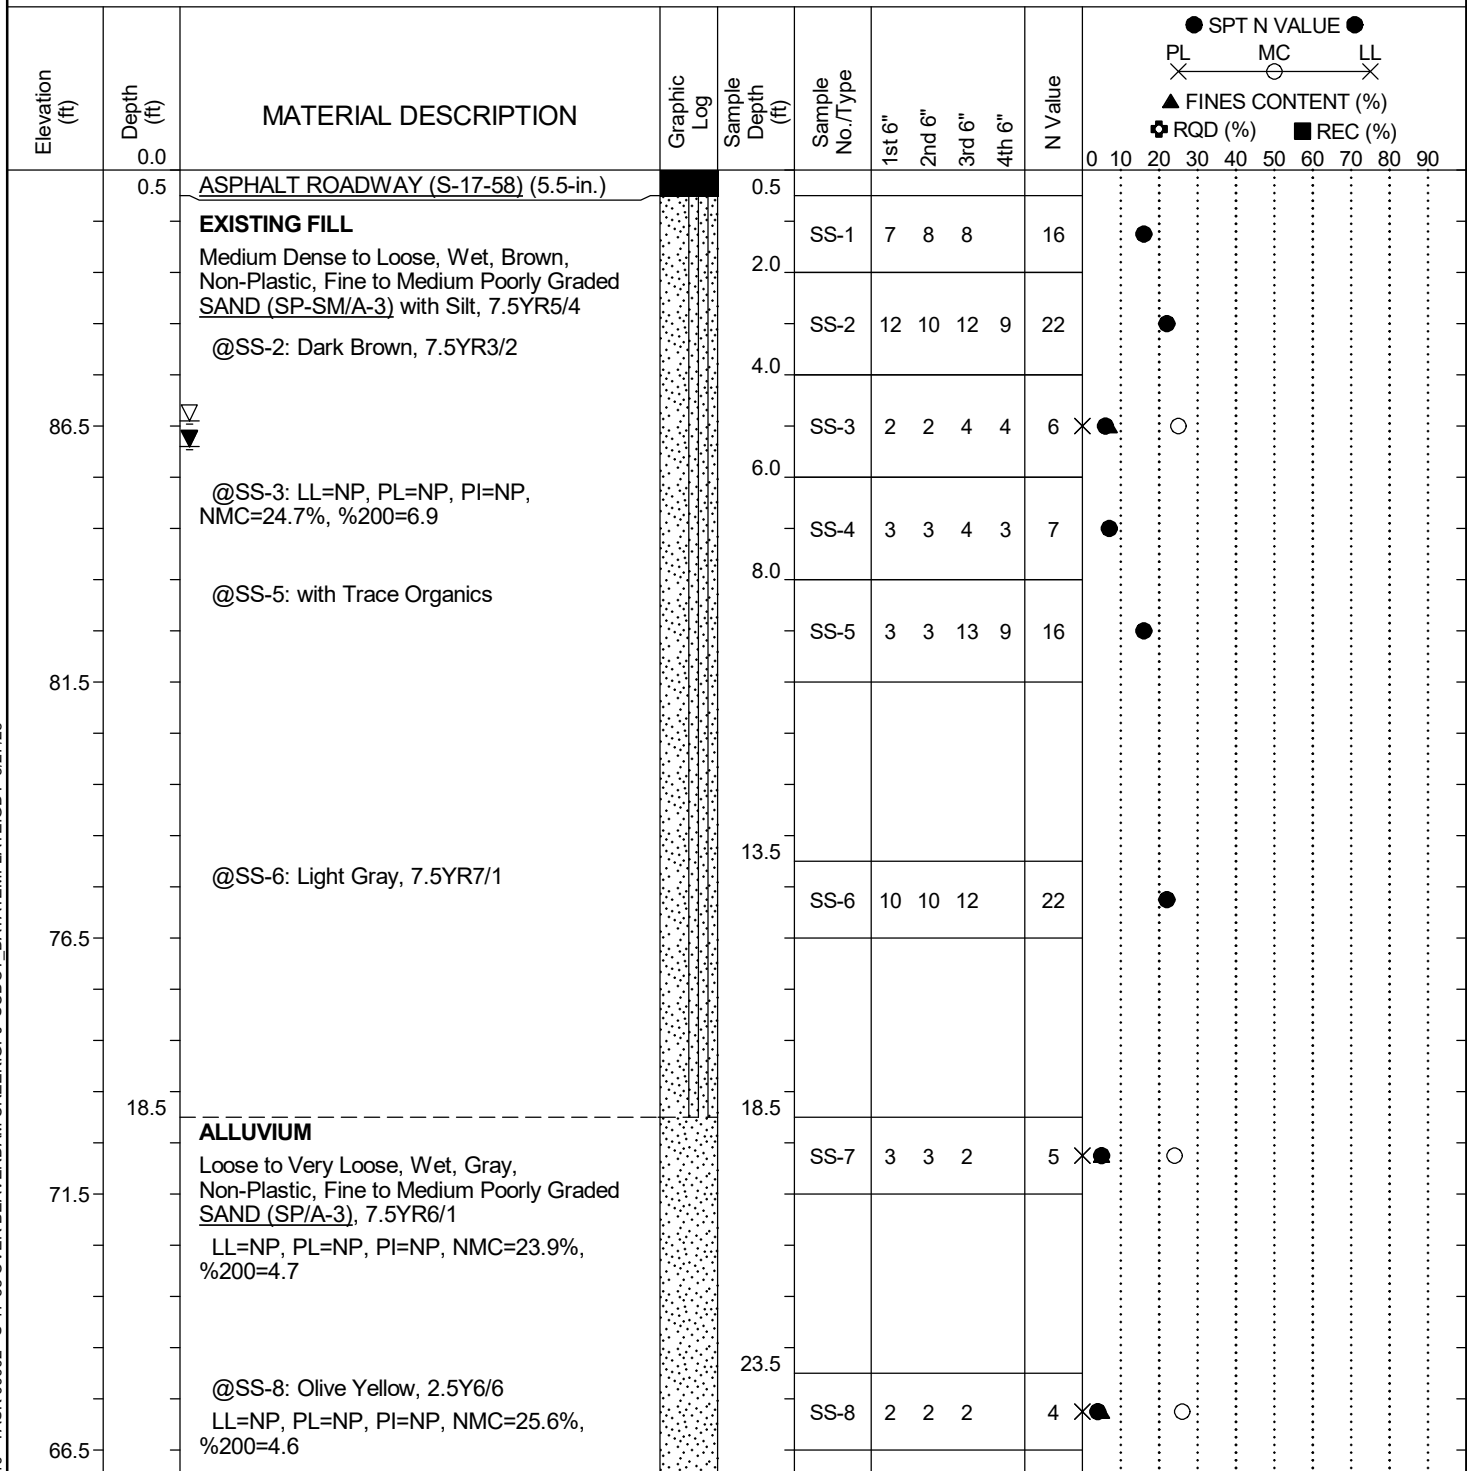 ● SPT N VALUE ●
PL MC LL
▲ FINES CONTENT (%)
RQD (%) ■ REC (%)
Elevation (ft)
Depth (ft)
MATERIAL DESCRIPTION
Graphic Log
Sample Depth (ft)
Sample No./Type
1st 6"
2nd 6"
3rd 6"
4th 6"
N Value
0.0
0 10 20 30 40 50 60 70 80 90
0.5 ASPHALT ROADWAY (S-17-58) (5.5-in.) 0.5
EXISTING FILL
SS-1 7 8 8 16
Medium Dense to Loose, Wet, Brown,
2.0
Non-Plastic, Fine to Medium Poorly Graded
SAND (SP-SM/A-3) with Silt, 7.5YR5/4
SS-2 12 10 12 9 22
@SS-2: Dark Brown, 7.5YR3/2
4.0
86.5 SS-3 2 2 4 4 6
6.0
@SS-3: LL=NP, PL=NP, PI=NP,
NMC=24.7%, %200=6.9
SS-4 3 3 4 3 7
8.0
@SS-5: with Trace Organics
SS-5 3 3 13 9 16
81.5
13.5
@SS-6: Light Gray, 7.5YR7/1
SS-6 10 10 12 22
76.5
18.5 18.5
ALLUVIUM
SS-7 3 3 2 5
Loose to Very Loose, Wet, Gray,
71.5 Non-Plastic, Fine to Medium Poorly Graded
SAND (SP/A-3), 7.5YR6/1
LL=NP, PL=NP, PI=NP, NMC=23.9%,
%200=4.7
23.5
@SS-8: Olive Yellow, 2.5Y6/6
SS-8 2 2 2 4
LL=NP, PL=NP, PI=NP, NMC=25.6%,
66.5 %200=4.6